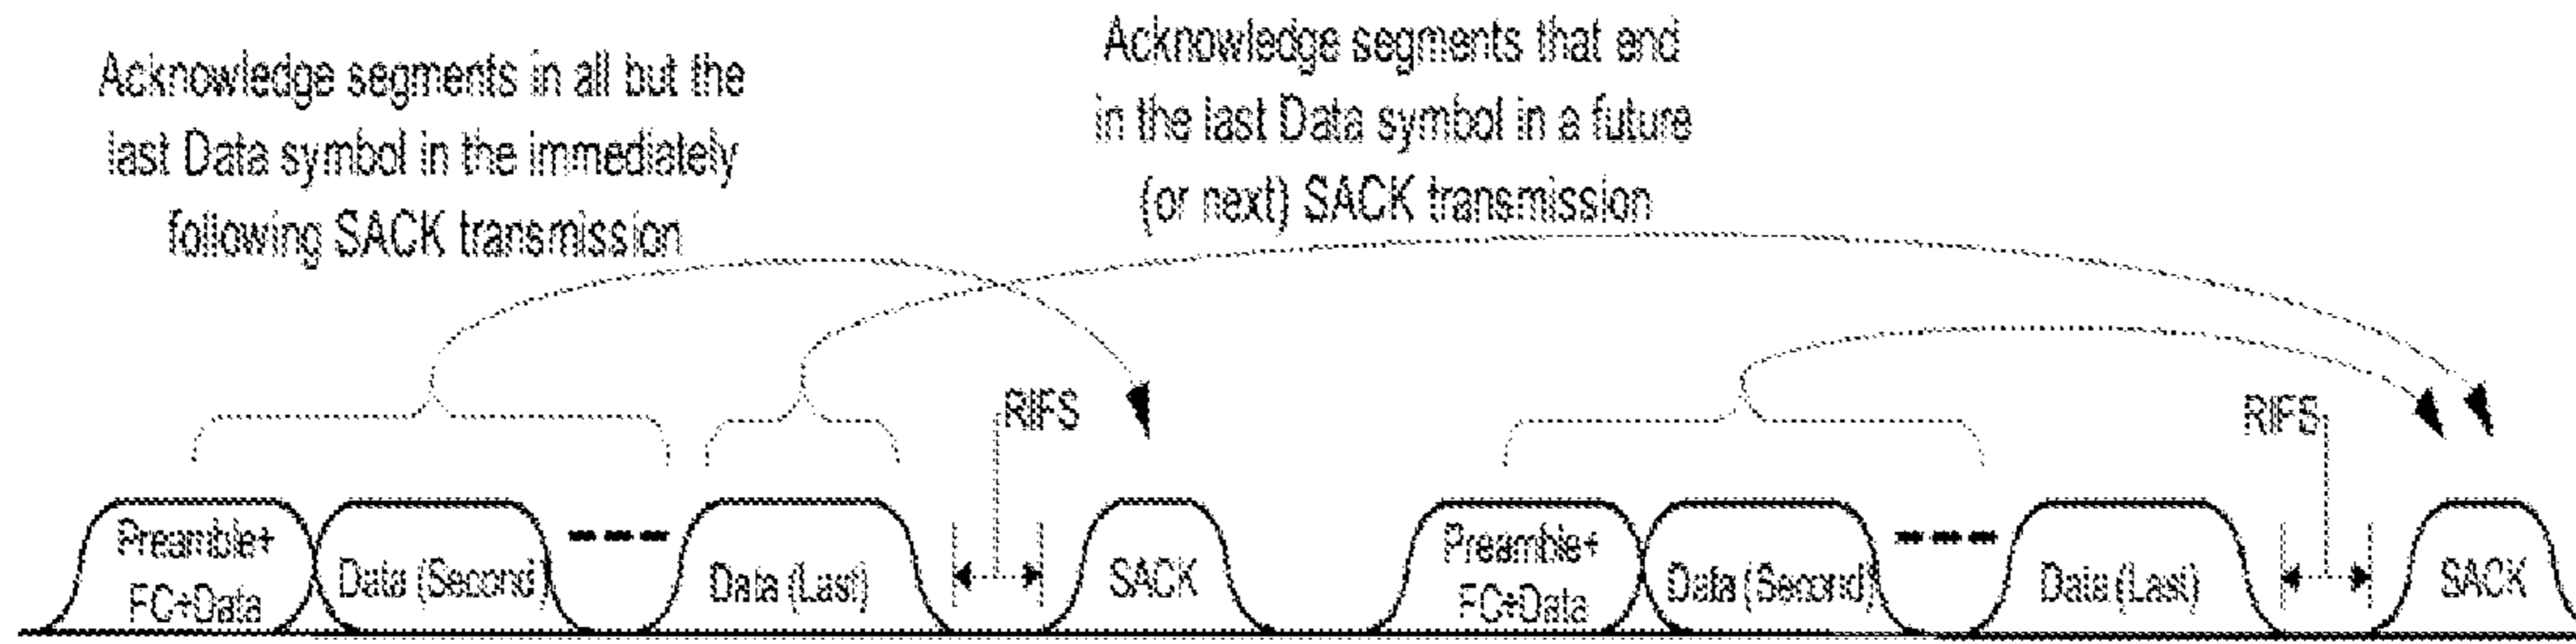 Acknowledge segments in all but the
last Data symbol in the immediately
following SACK transmission
Acknowledge segments that end
in the last Data symbol in a future
(or next) SACK transmission
RIFS
RIFS
Preamble+
FC+Data
Data (Second)
Data (Last)
SACK
Preamble+
FC+Data
Data (Second)
Data (Last)
SACK